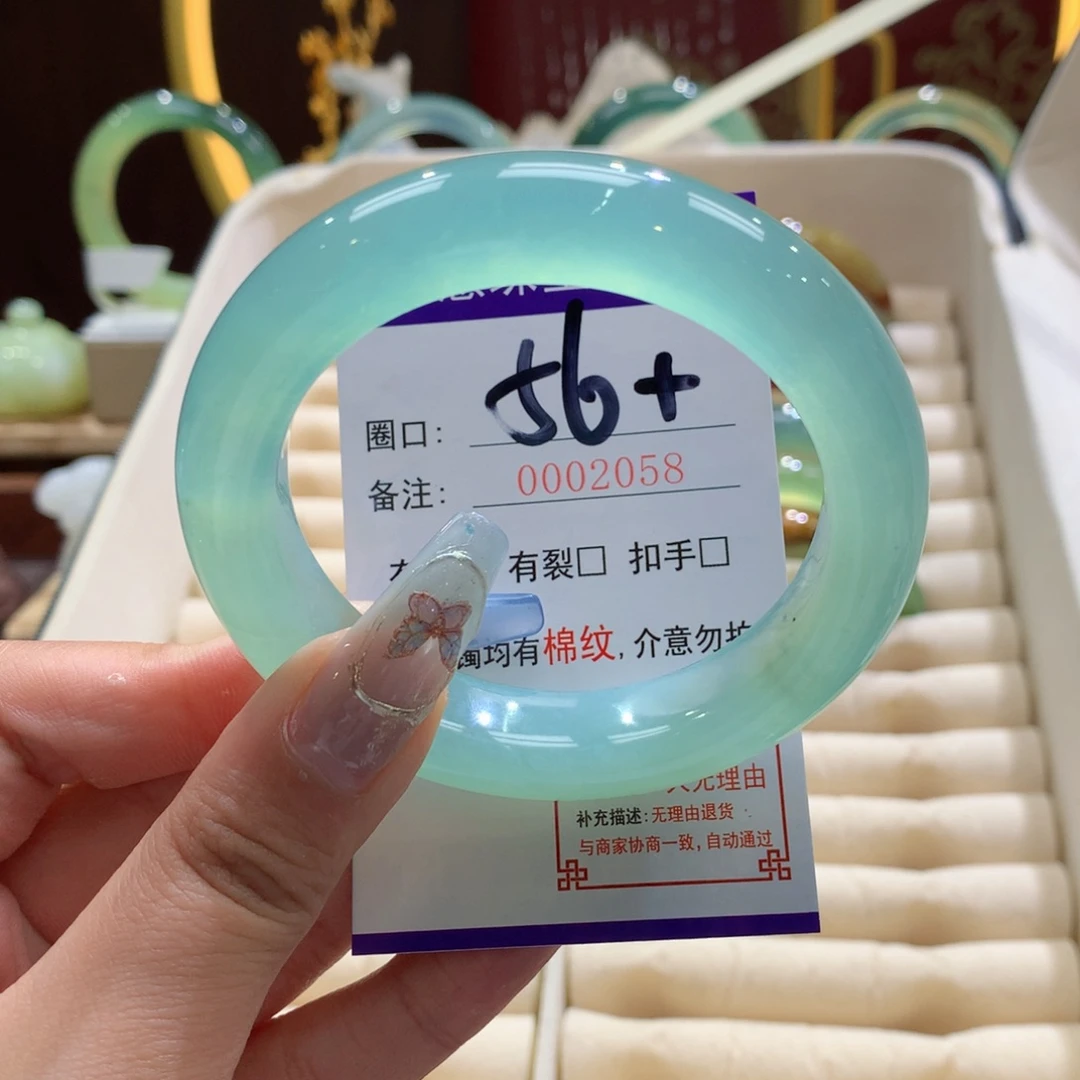 圈口: 56+
备注: 0002058
有裂□ 扣手□
镯均有棉纹, 介意勿拍
无理由
补充描述: 无理由退货
与商家协商一致, 自动通过